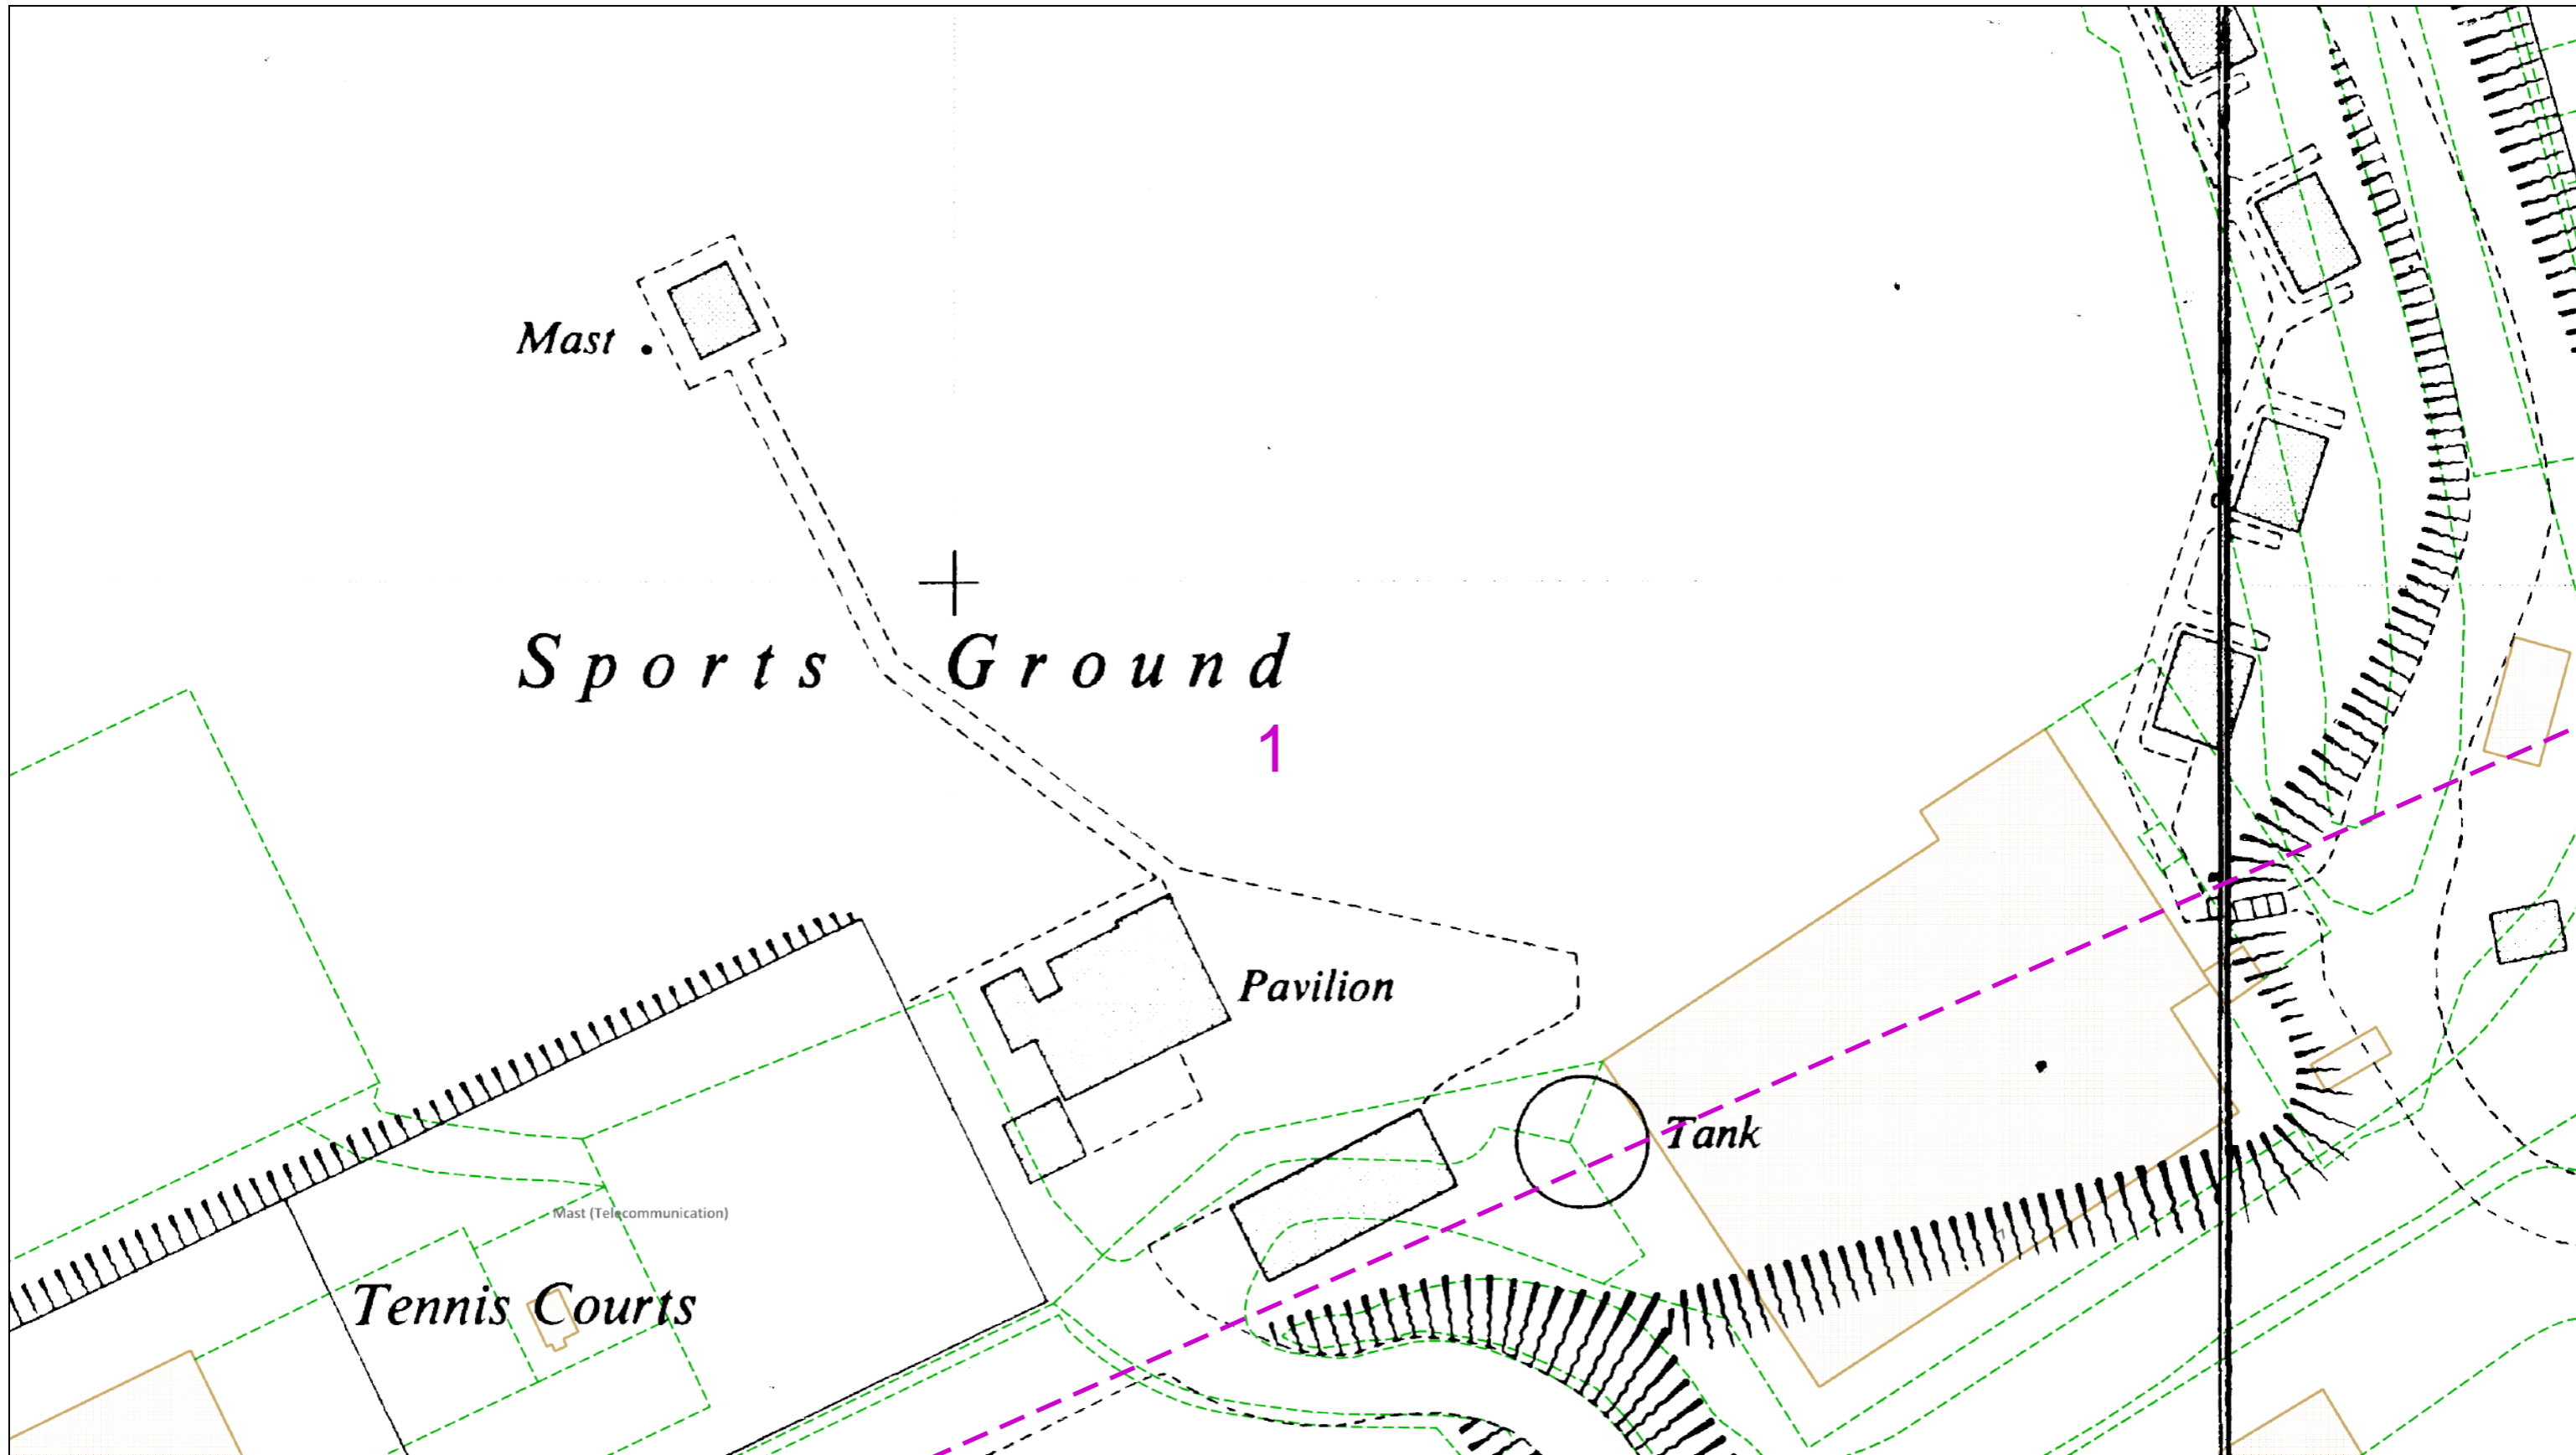 Mast
Sports Ground
1
Pavilion
Tank
Mast (Telecommunication)
Tennis Courts